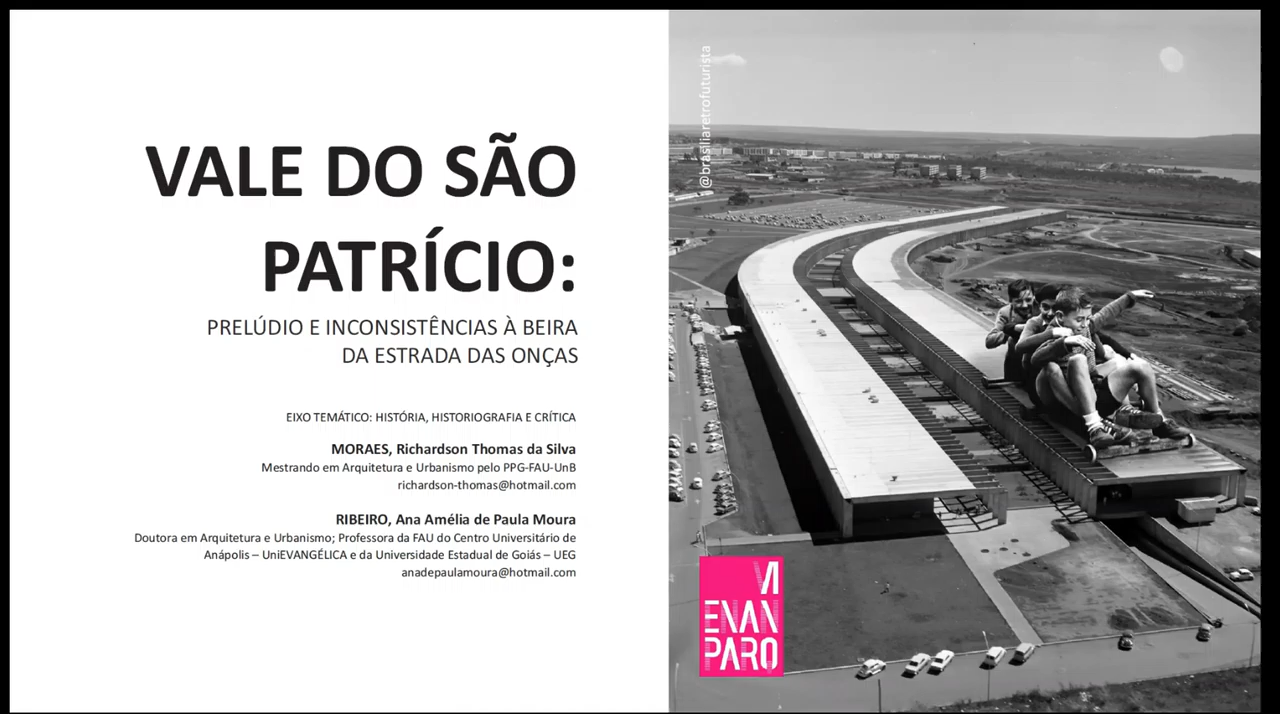 VALE DO SÃO
PATRÍCIO:
PRELÚDIO E INCONSISTÊNCIAS À BEIRA
DA ESTRADA DAS ONÇAS
EIXO TEMÁTICO: HISTÓRIA, HISTORIOGRAFIA E CRÍTICA
MORAES, Richardson Thomas da Silva
Mestrando em Arquitetura e Urbanismo pelo PPG-FAU-UnB
richardson-thomas@hotmail.com
RIBEIRO, Ana Amélia de Paula Moura
Doutora em Arquitetura e Urbanismo; Professora da FAU do Centro Universitário de
Anápolis – UniEVANGÉLICA e da Universidade Estadual de Goiás – UEG
anadepaulamoura@hotmail.com
@brasiliaretrofuturista
VI
ENAN
PARQ